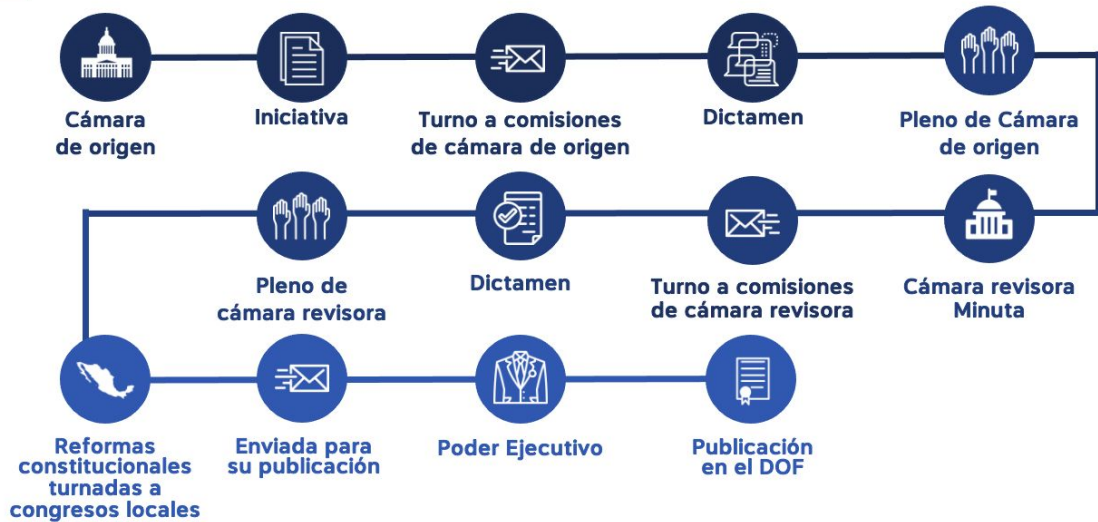 Cámara
de origen
Iniciativa
Turno a comisiones
de cámara de origen
Dictamen
Pleno de Cámara
de origen
Cámara revisora
Minuta
Turno a comisiones
de cámara revisora
Dictamen
Pleno de
cámara revisora
Reformas
constitucionales
turnadas a
congresos locales
Enviada para
su publicación
Poder Ejecutivo
Publicación
en el DOF